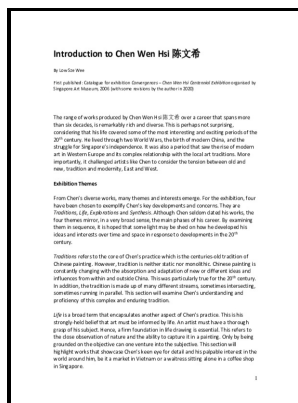 Introduction to Chen Wen Hsi 陈文希
By Low Sze Wee
First published: Catalogue for exhibition Convergences – Chen Wen Hsi Centennial Exhibition organised by
Singapore Art Museum, 2006 (with some revisions by the author in 2020)
The range of works produced by Chen Wen Hsi 陈文希 over a career that spans more
than six decades, is remarkably rich and diverse. This is perhaps not surprising,
considering that his life covered some of the most interesting and exciting periods of the
20th century. He lived through two World Wars, the birth of modern China, and the
struggle for Singapore's independence. It was also a period that saw the rise of modern
art in Western Europe and its complex relationship with the local art traditions. More
importantly, it challenged artists like Chen to consider the tension between old and
new, tradition and modernity, East and West.
Exhibition Themes
From Chen's diverse works, many themes and interests emerge. For the exhibition, four
have been chosen to exemplify Chen's key developments and concerns. They are
Traditions, Life, Explorations and Synthesis. Although Chen seldom dated his works, the
four themes mirror, in a very broad sense, the main phases of his career. By examining
them in sequence, it is hoped that some light may be shed on how he developed his
ideas and interests over time and space in response to developments in the 20th
century.
Traditions refers to the core of Chen's practice which is the centuries-old tradition of
Chinese painting. However, tradition is neither static nor monolithic. Chinese painting is
constantly changing with the absorption and adaptation of new or different ideas and
influences from within and outside China. This was particularly true for the 20th century.
In addition, the tradition is made up of many different streams, sometimes intersecting,
sometimes running in parallel. This section will examine Chen's understanding and
proficiency of this complex and enduring tradition.
Life is a broad term that encapsulates another aspect of Chen's practice. This is his
strongly-held belief that art must be informed by life. An artist must have a thorough
grasp of his subject. Hence, a firm foundation in life drawing is essential. This refers to
the close observation of nature and the ability to capture it in a painting. Only by being
grounded on the objective can one venture into the subjective. This section will
highlight works that showcase Chen's keen eye for detail and his palpable interest in the
world around him, be it a market in Vietnam or a waitress sitting alone in a coffee shop
in Singapore.
1